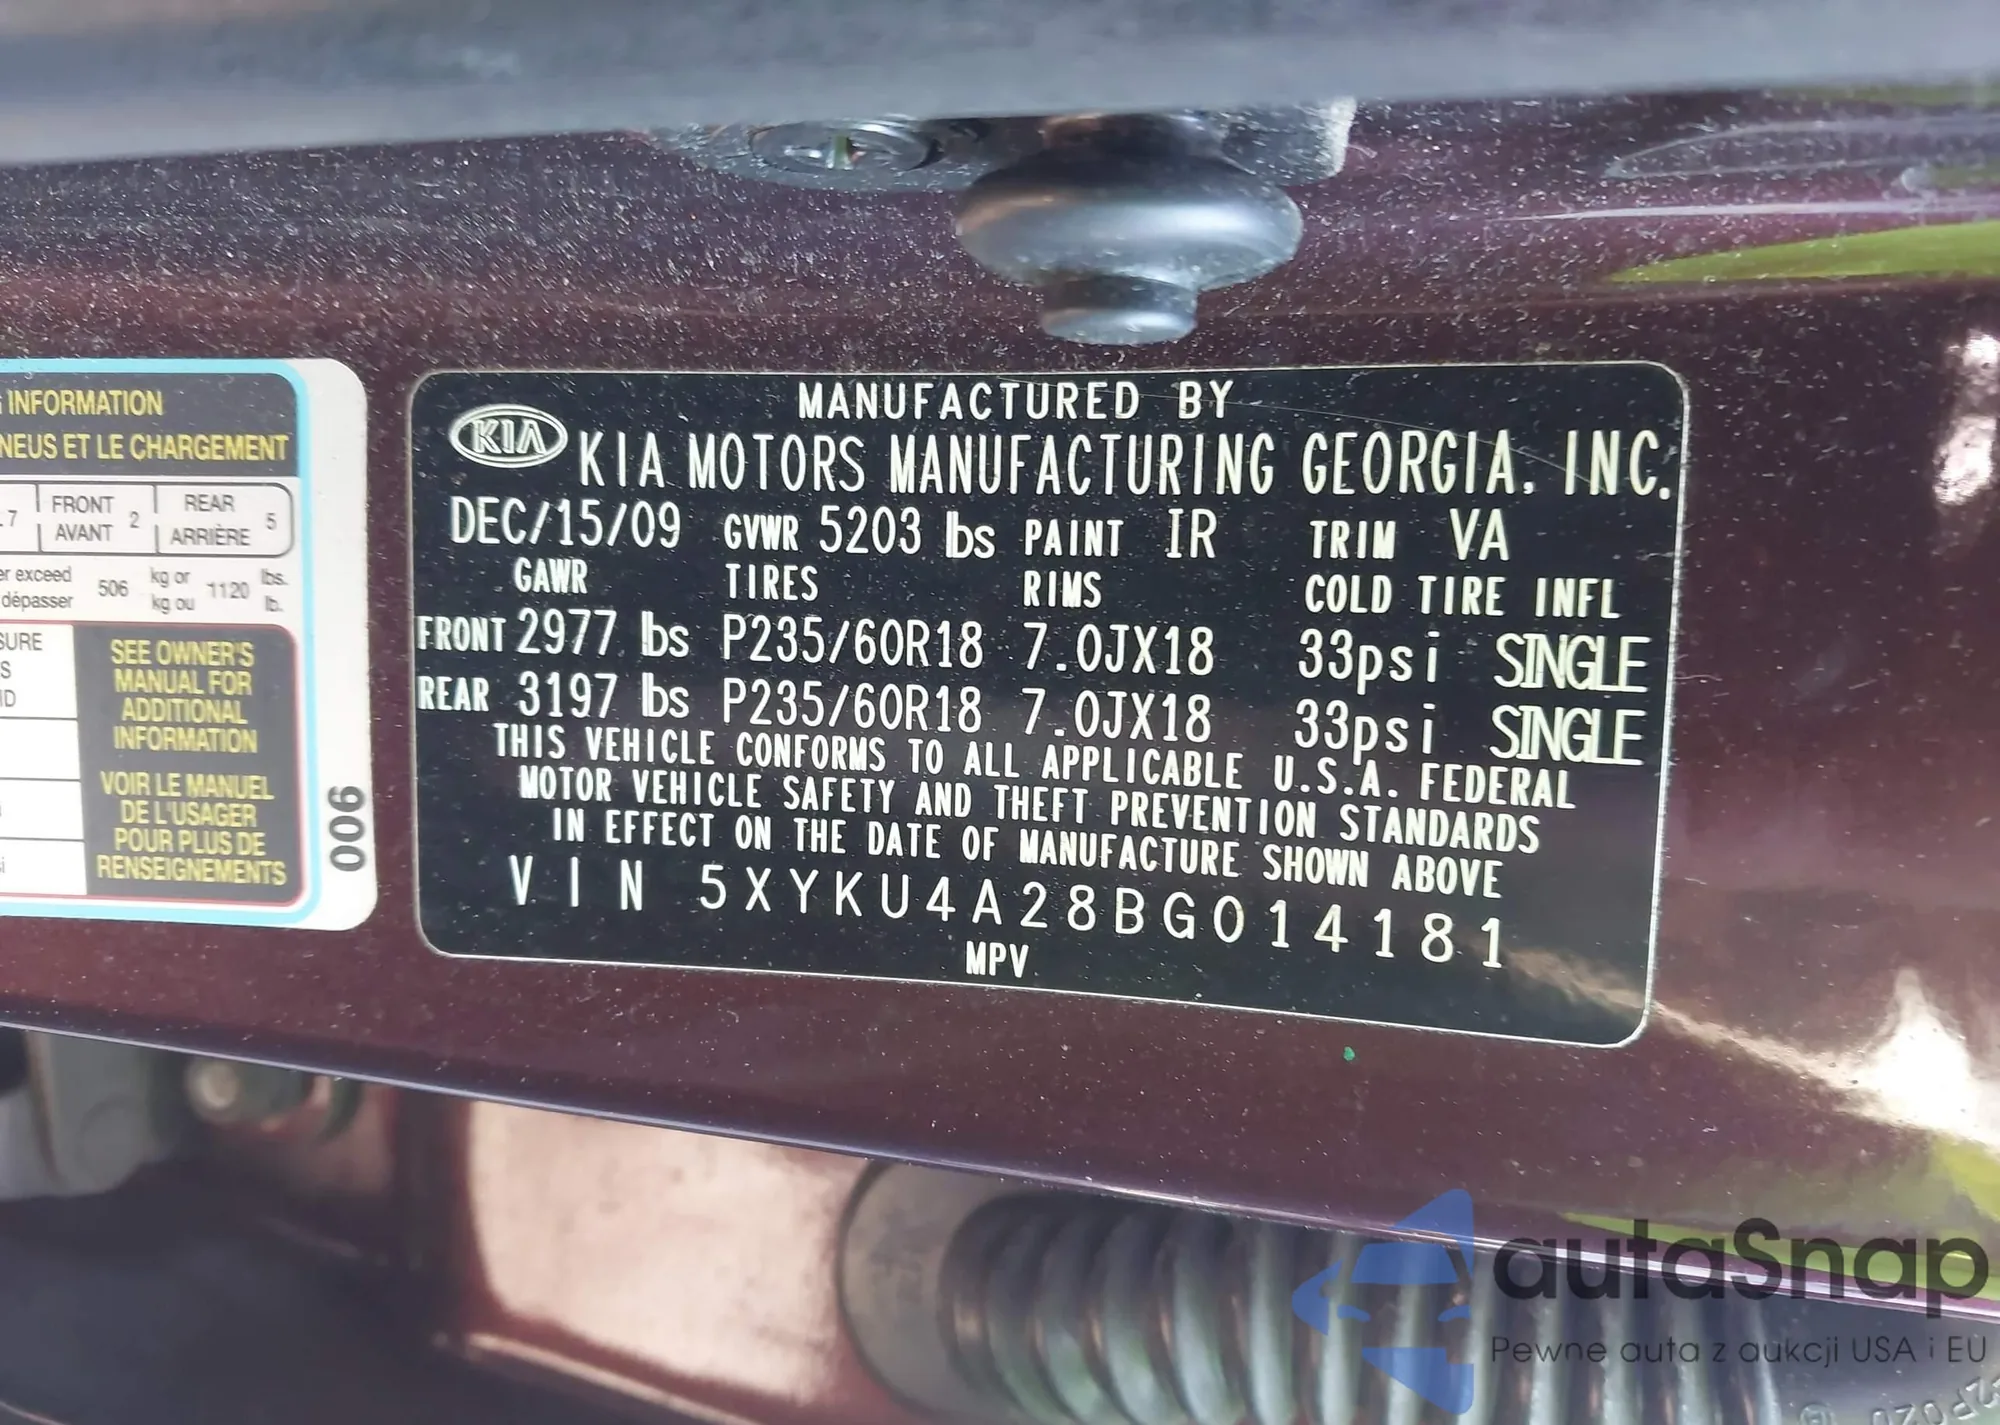 INFORMATION
NEUS ET LE CHARGEMENT
7 FRONT AVANT 2 REAR ARRIÈRE 5
er exceed
dépasser 506 kg or kg ou 1120 lbs. lb.
SURE
S
ND
SEE OWNER'S
MANUAL FOR
ADDITIONAL
INFORMATION
VOIR LE MANUEL
DE L'USAGER
POUR PLUS DE
RENSEIGNEMENTS
006
MANUFACTURED BY
KIA KIA MOTORS MANUFACTURING GEORGIA, INC.
DEC/15/09 GVWR 5203 lbs PAINT IR TRIM VA
GAWR TIRES RIMS COLD TIRE INFL
FRONT 2977 lbs P235/60R18 7.0JX18 33psi SINGLE
REAR 3197 lbs P235/60R18 7.0JX18 33psi SINGLE
THIS VEHICLE CONFORMS TO ALL APPLICABLE U.S.A. FEDERAL
MOTOR VEHICLE SAFETY AND THEFT PREVENTION STANDARDS
IN EFFECT ON THE DATE OF MANUFACTURE SHOWN ABOVE
VIN 5XYKU4A28BG014181
MPV
autaSnap
Pewne auta z aukcji USA i EU